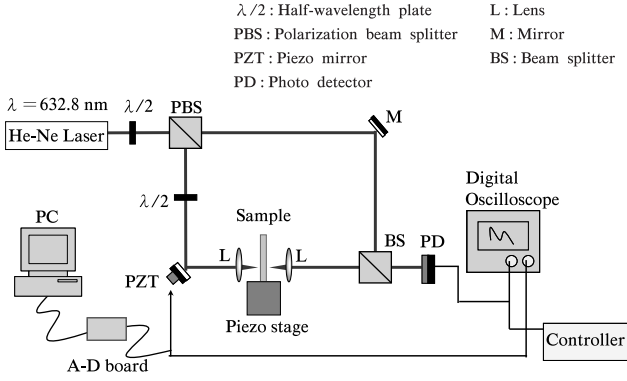 λ/2 : Half-wavelength plate
L : Lens
PBS : Polarization beam splitter
M : Mirror
PZT : Piezo mirror
BS : Beam splitter
PD : Photo detector
λ = 632.8 nm
λ/2
PBS
M
He-Ne Laser
λ/2
Digital
Oscilloscope
PC
Sample
BS
PD
L
L
PZT
Piezo stage
Controller
A-D board